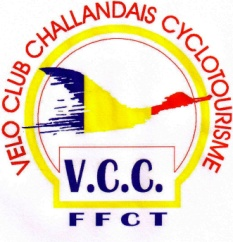 VELO CLUB CHALLANDAIS CYCLOTOURISME
V.C.C.
FFCT